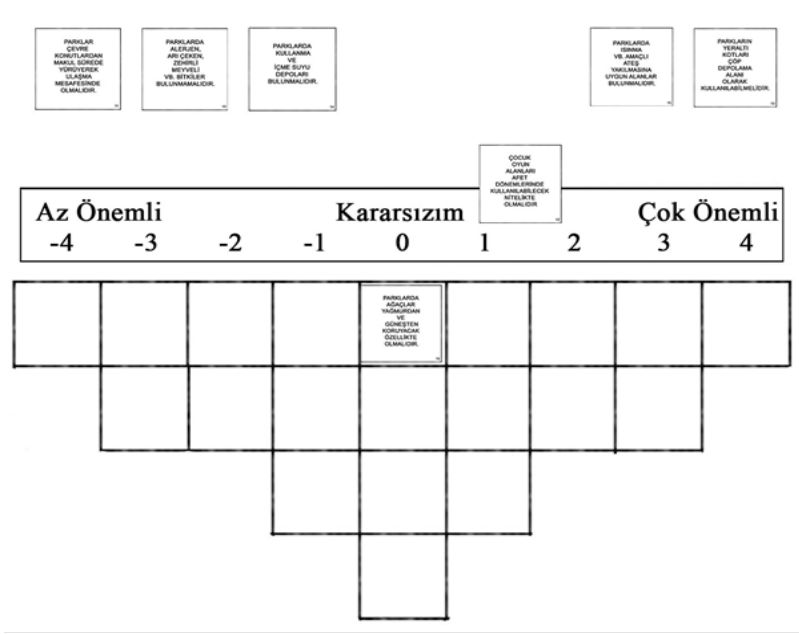 PARKLAR
ÇEVRE
KONUTLARDAN
MAKUL SÜREDE
YÜRÜYEREK
ULAŞMA
MESAFESİNDE
OLMALIDIR.
PARKLARDA
ALERJEN,
ARI ÇEKEN,
ZEHİRLİ
MEYVELİ
VB. BİTKİLER
BULUNMAMALIDIR.
PARKLARDA
KULLANMA
VE
İÇME SUYU
DEPOLARI
BULUNMALIDIR.
PARKLARDA
ISINMA
VB. AMAÇLI
ATEŞ
YAKILMASINA
UYGUN ALANLAR
BULUNMALIDIR.
PARKLARIN
YERALTI
KOTLARI
ÇÖP
DEPOLAMA
ALANI
OLARAK
KULLANILABİLMELİDİR.
ÇOCUK
OYUN
ALANLARI
AFET
DÖNEMLERİNDE
KULLANILABİLECEK
NİTELİKTE
OLMALIDIR
Az Önemli Kararsızım Çok Önemli
-4 -3 -2 -1 0 1 2 3 4
PARKLARDA
AĞAÇLAR
YAĞMURDAN
VE
GÜNEŞTEN
KORUYACAK
ÖZELLİKTE
OLMALIDIR.